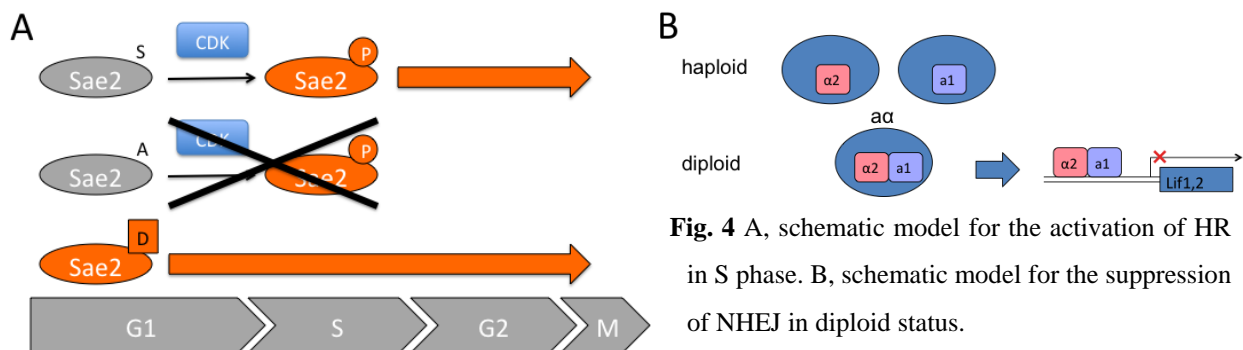 A
S
CDK
Sae2
Sae2
P
A
CDK
Sae2
Sae2
P
D
Sae2
G1
S
G2
M
B
haploid
α2
a1
aα
diploid
α2
a1
α2
a1
Lif1,2
Fig. 4 A, schematic model for the activation of HR
in S phase. B, schematic model for the suppression
of NHEJ in diploid status.